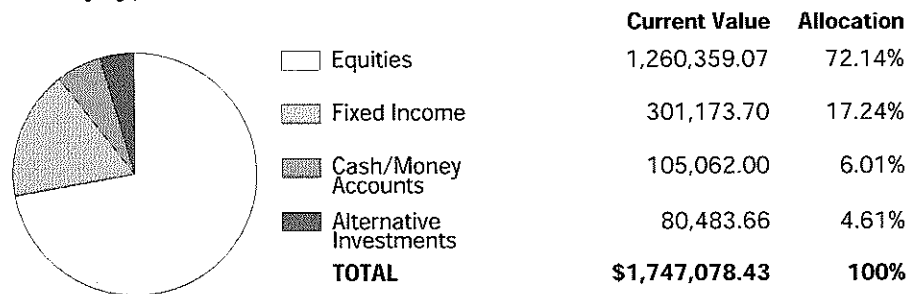 Current Value Allocation
Equities 1,260,359.07 72.14%
Fixed Income 301,173.70 17.24%
Cash/Money
Accounts 105,062.00 6.01%
Alternative
Investments 80,483.66 4.61%
TOTAL $1,747,078.43 100%